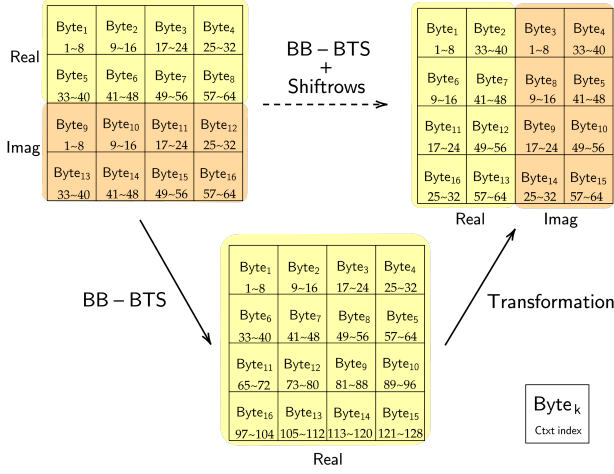 Byte₁ Byte₂ Byte₃ Byte₄
1~8 9~16 17~24 25~32
Real
Byte₅ Byte₆ Byte₇ Byte₈
33~40 41~48 49~56 57~64
Byte₉ Byte₁₀ Byte₁₁ Byte₁₂
Imag
1~8 9~16 17~24 25~32
Byte₁₃ Byte₁₄ Byte₁₅ Byte₁₆
33~40 41~48 49~56 57~64
BB – BTS
+
Shiftrows
Byte₁ Byte₂ Byte₃ Byte₄
1~8 33~40 1~8 33~40
Byte₆ Byte₇ Byte₈ Byte₅
9~16 41~48 9~16 41~48
Byte₁₁ Byte₁₂ Byte₉ Byte₁₀
17~24 49~56 17~24 49~56
Byte₁₆ Byte₁₃ Byte₁₄ Byte₁₅
25~32 57~64 25~32 57~64
Real Imag
BB – BTS
Byte₁ Byte₂ Byte₃ Byte₄
1~8 9~16 17~24 25~32
Byte₆ Byte₇ Byte₈ Byte₅
33~40 41~48 49~56 57~64
Byte₁₁ Byte₁₂ Byte₉ Byte₁₀
65~72 73~80 81~88 89~96
Byte₁₆ Byte₁₃ Byte₁₄ Byte₁₅
97~104 105~112 113~120 121~128
Real
Transformation
Byteₖ
Ctxt index